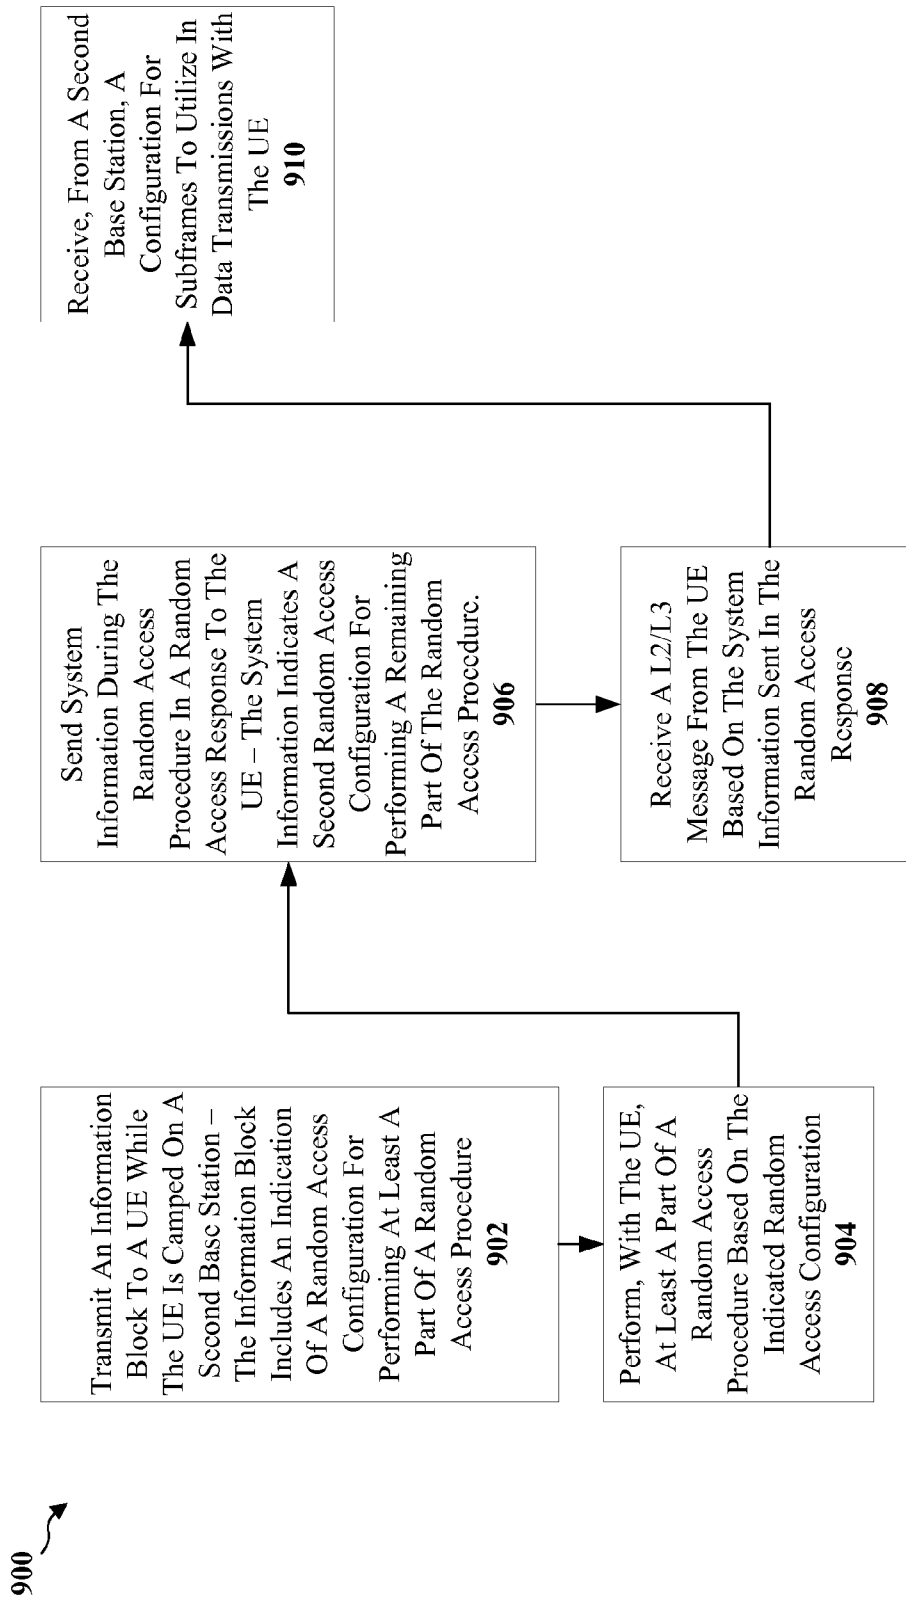 900
Transmit An Information
Block To A UE While
The UE Is Camped On A
Second Base Station –
The Information Block
Includes An Indication
Of A Random Access
Configuration For
Performing At Least A
Part Of A Random
Access Procedure
902
Perform, With The UE,
At Least A Part Of A
Random Access
Procedure Based On The
Indicated Random
Access Configuration
904
Send System
Information During The
Random Access
Procedure In A Random
Access Response To The
UE – The System
Information Indicates A
Second Random Access
Configuration For
Performing A Remaining
Part Of The Random
Access Procedure.
906
Receive A L2/L3
Message From The UE
Based On The System
Information Sent In The
Random Access
Response
908
Receive, From A Second
Base Station, A
Configuration For
Subframes To Utilize In
Data Transmissions With
The UE
910